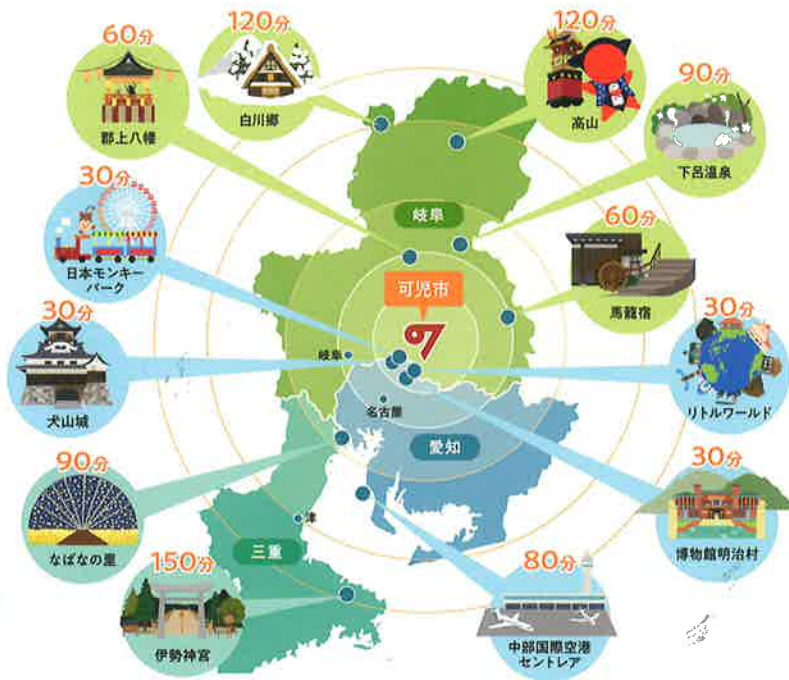 60分
郡上八幡
120分
白川郷
120分
高山
90分
下呂温泉
30分
日本モンキー
パーク
岐阜
60分
馬籠宿
可児市
30分
犬山城
岐阜
30分
リトルワールド
名古屋
愛知
90分
なばなの里
30分
博物館明治村
津
三重
150分
伊勢神宮
80分
中部国際空港
セントレア